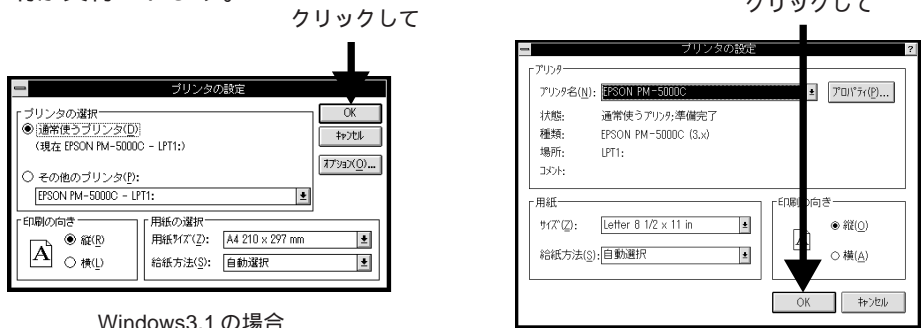 クリックして
プリンタの設定
プリンタの選択
通常使うプリンタ(D)
(現在 EPSON PM-5000C - LPT1:)
その他のプリンタ(P):
EPSON PM-5000C - LPT1:
OK
キャンセル
オプション(O)...
印刷の向き
A
縦(R)
横(L)
用紙の選択
用紙サイズ(Z): A4 210 x 297 mm
給紙方法(S): 自動選択
Windows3.1 の場合
クリックして
プリンタの設定 ?
プリンタ
プリンタ名(N): EPSON PM-5000C
プロパティ(P)...
状態: 通常使うプリンタ;準備完了
種類: EPSON PM-5000C (3.x)
場所: LPT1:
コメント:
用紙
サイズ(Z): Letter 8 1/2 x 11 in
給紙方法(S): 自動選択
印刷の向き
縦(O)
横(A)
OK
キャンセル